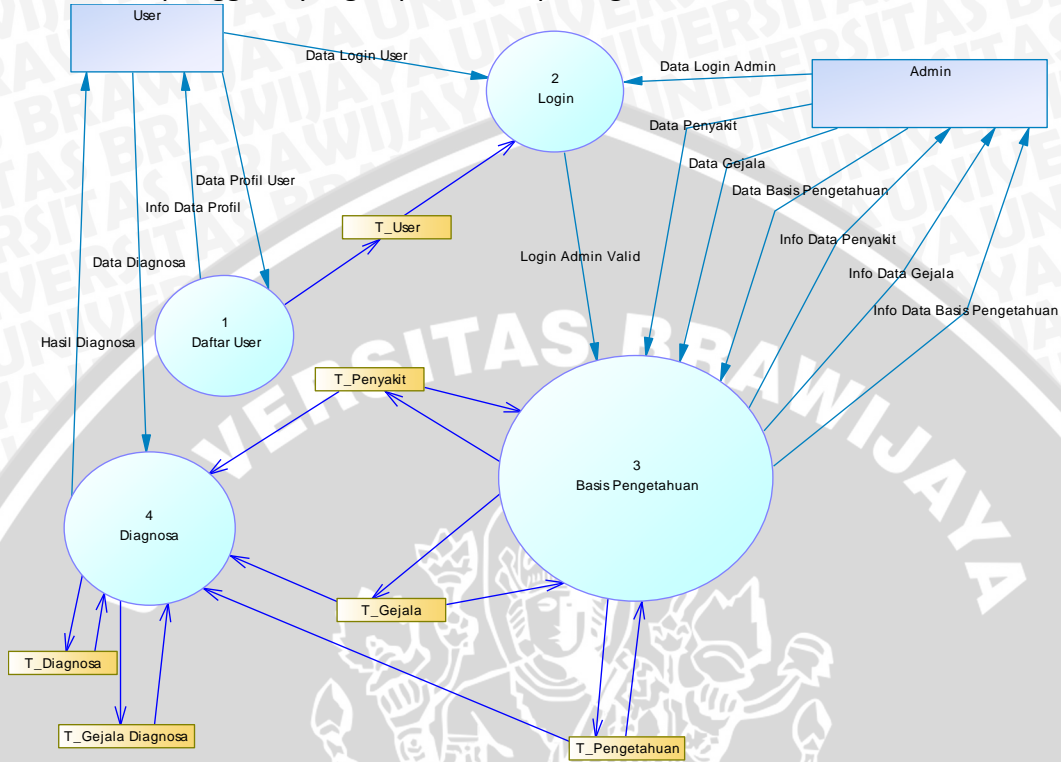 User
Data Login User
2
Login
Data Login Admin
Admin
Data Penyakit
Data Gejala
Data Basis Pengetahuan
Data Profil User
Info Data Profil
T_User
Info Data Penyakit
Login Admin Valid
Data Diagnosa
Info Data Gejala
Info Data Basis Pengetahuan
1
Daftar User
Hasil Diagnosa
T_Penyakit
3
Basis Pengetahuan
4
Diagnosa
T_Gejala
T_Diagnosa
T_Gejala Diagnosa
T_Pengetahuan
VERSITAS BRAWIJAYA